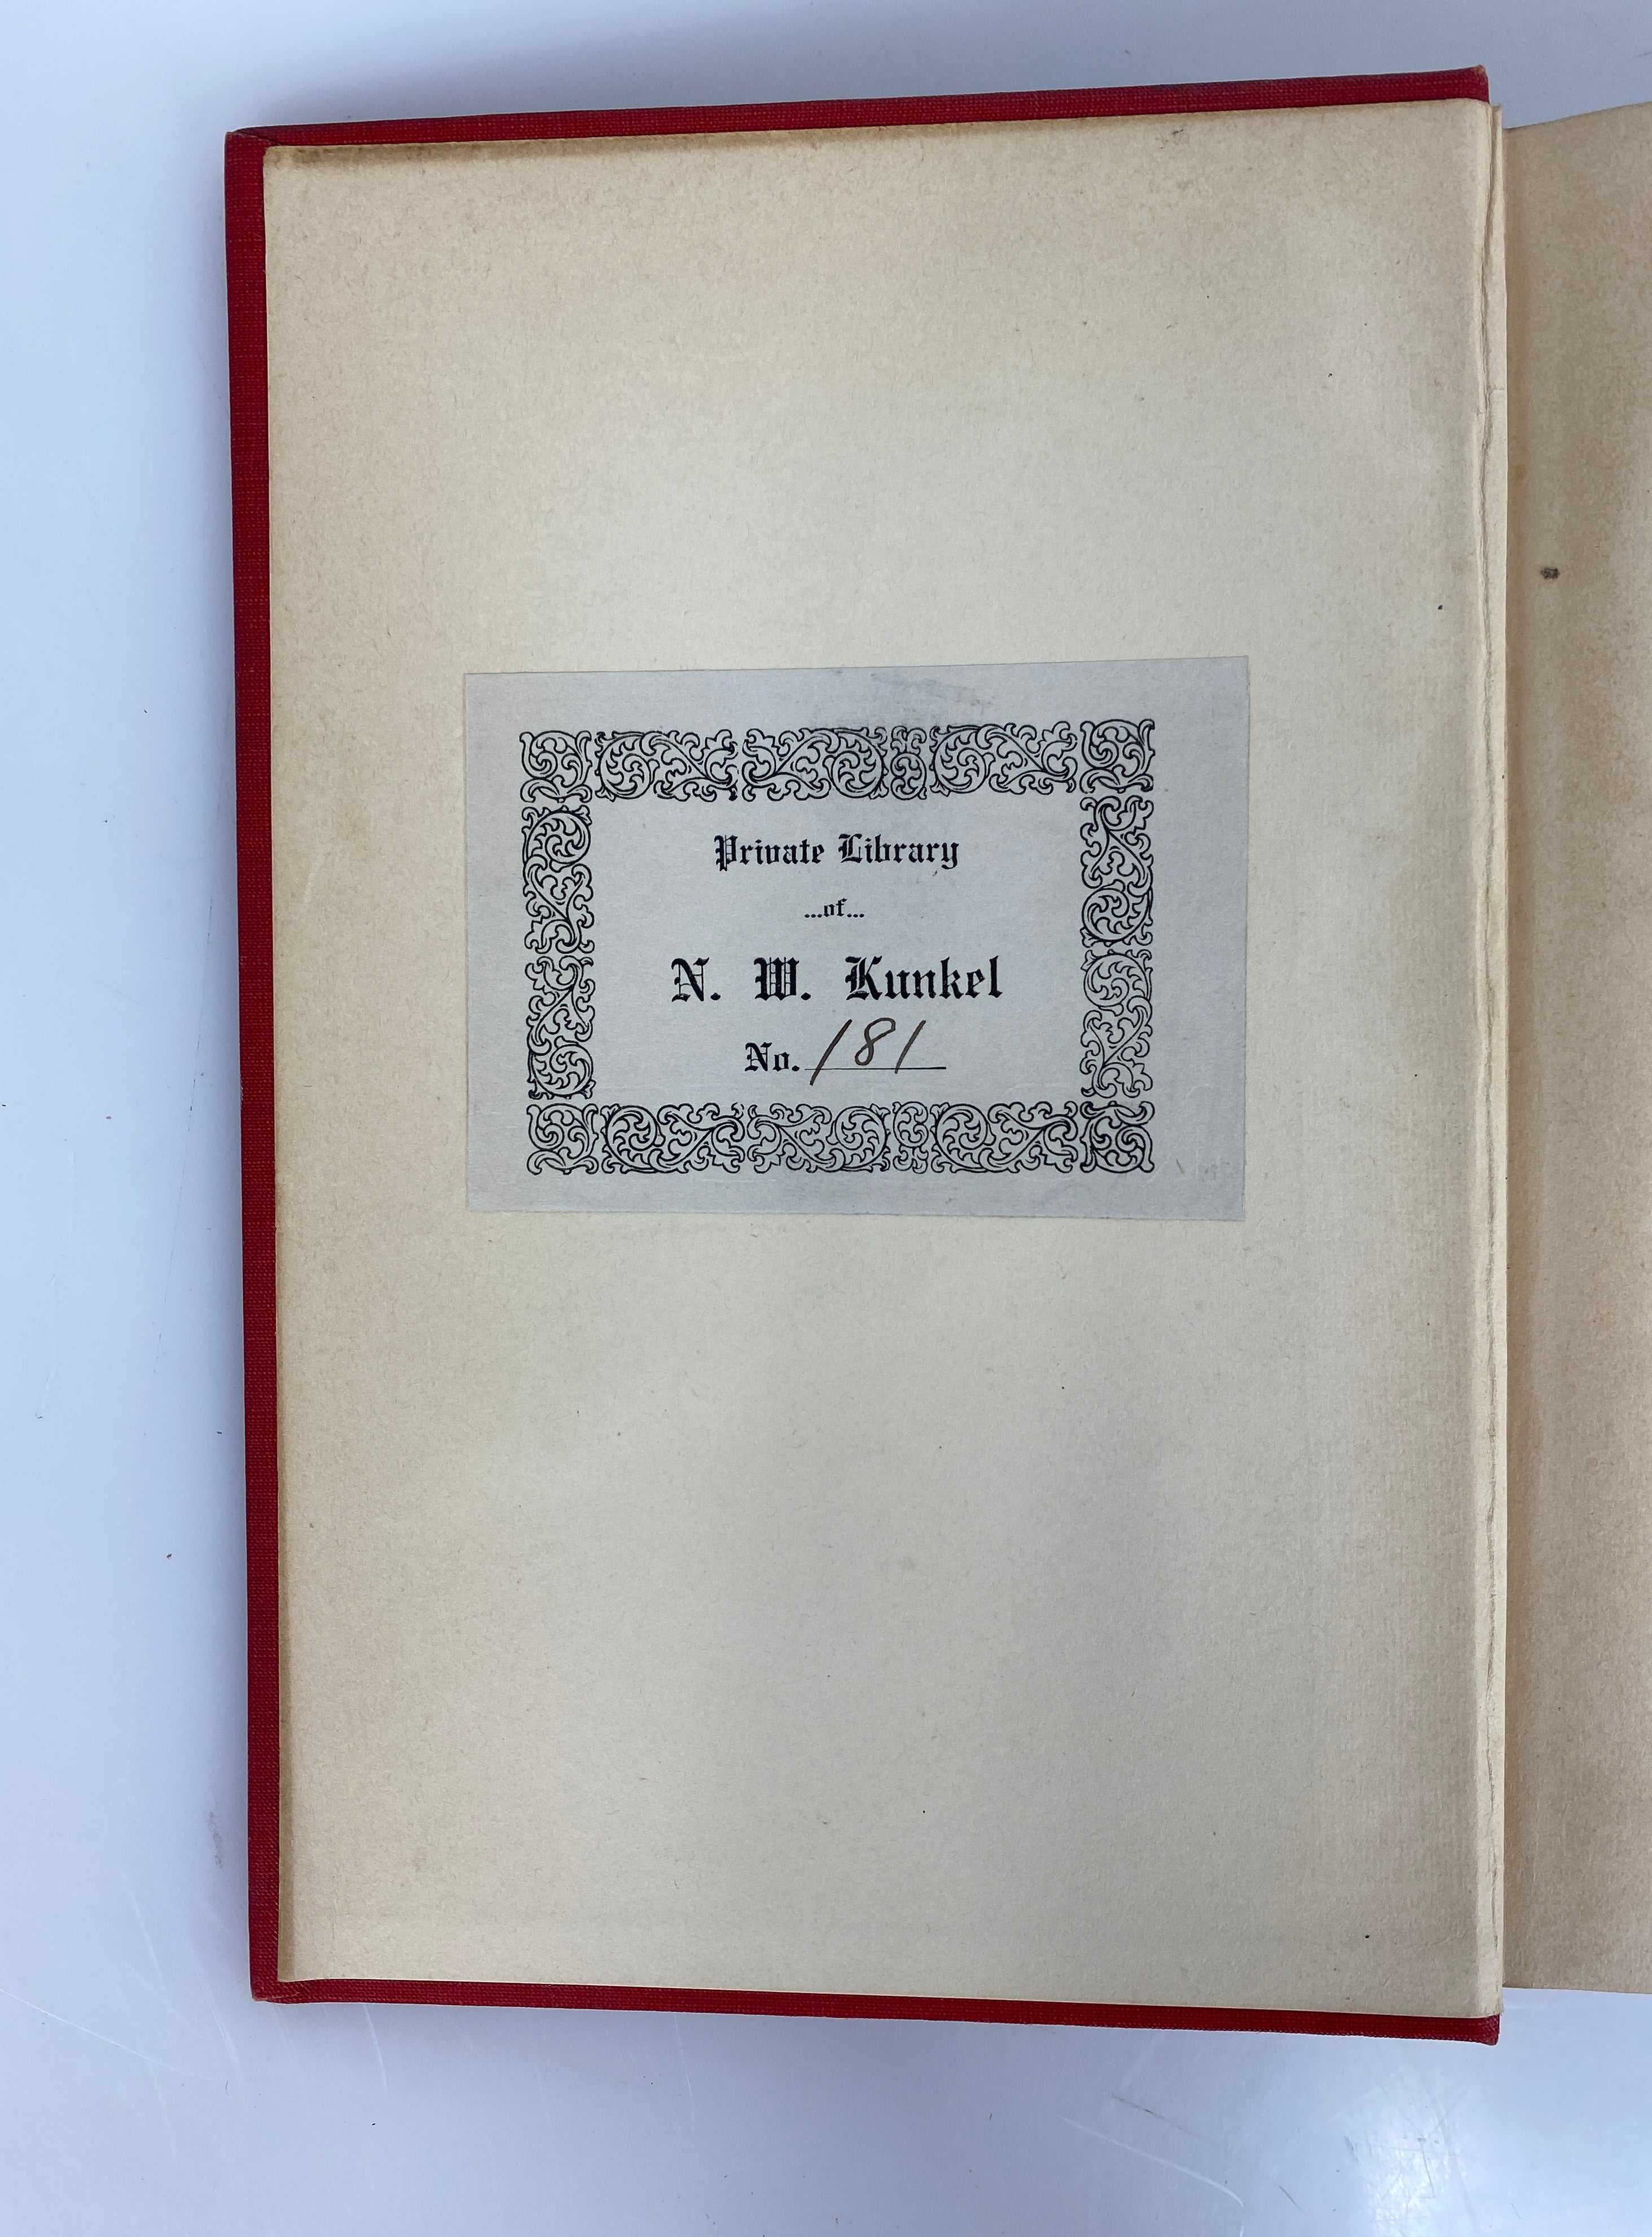 Private Library
...of...
N. W. Kunkel
No. 181